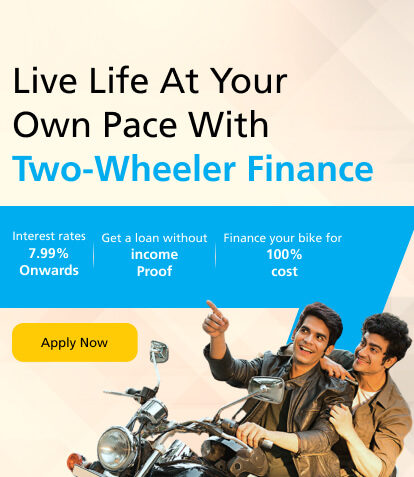 Live Life At Your
Own Pace With
Two-Wheeler Finance
Interest rates
7.99%
Onwards
Get a loan without
income
Proof
Finance your bike for
100%
cost
Apply Now